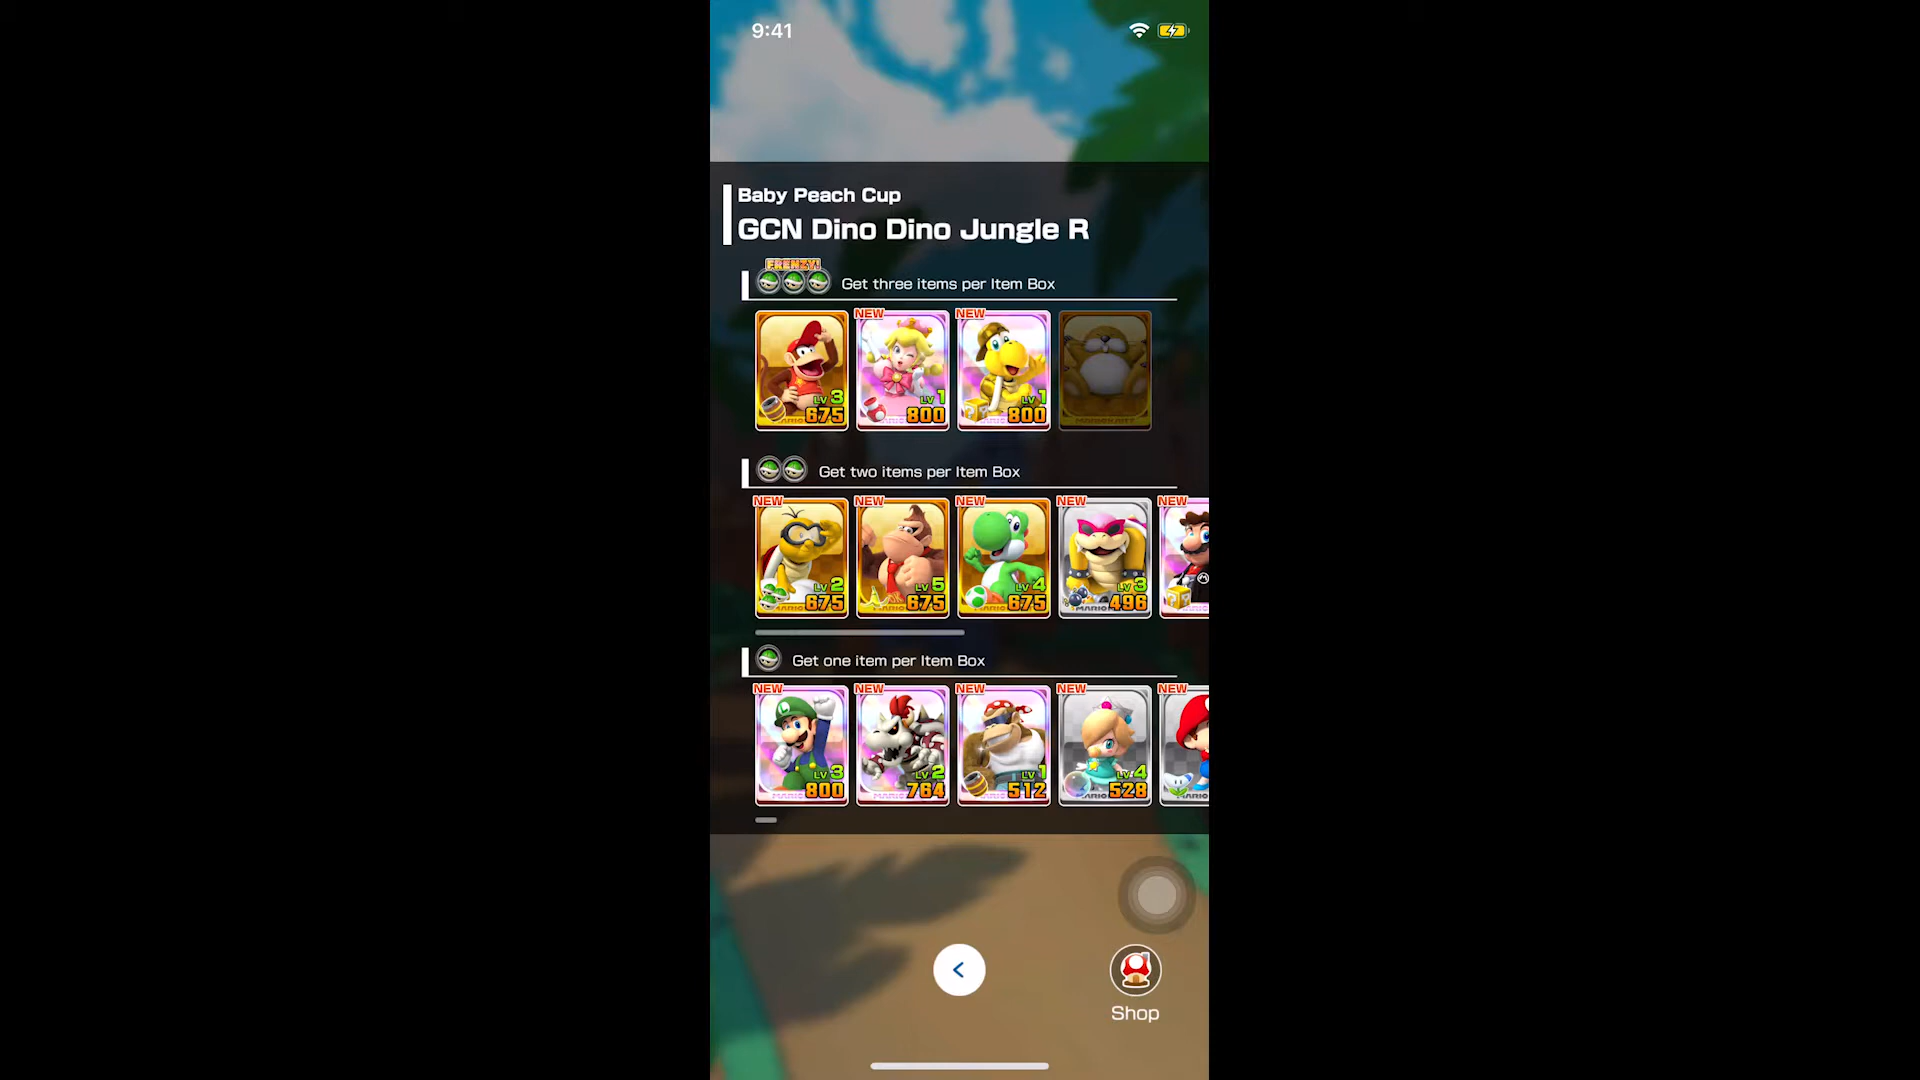 9:41
Baby Peach Cup
GCN Dino Dino Jungle R
FRENZY!
Get three items per Item Box
NEW NEW
LV 3 LV 1 LV 1
675 800 800
Get two items per Item Box
NEW NEW NEW NEW NEW
LV 2 LV 5 LV 4 LV 3
675 675 675 496
Get one item per Item Box
NEW NEW NEW NEW NEW
LV 3 LV 2 LV 1 LV 4
800 764 512 528
Shop